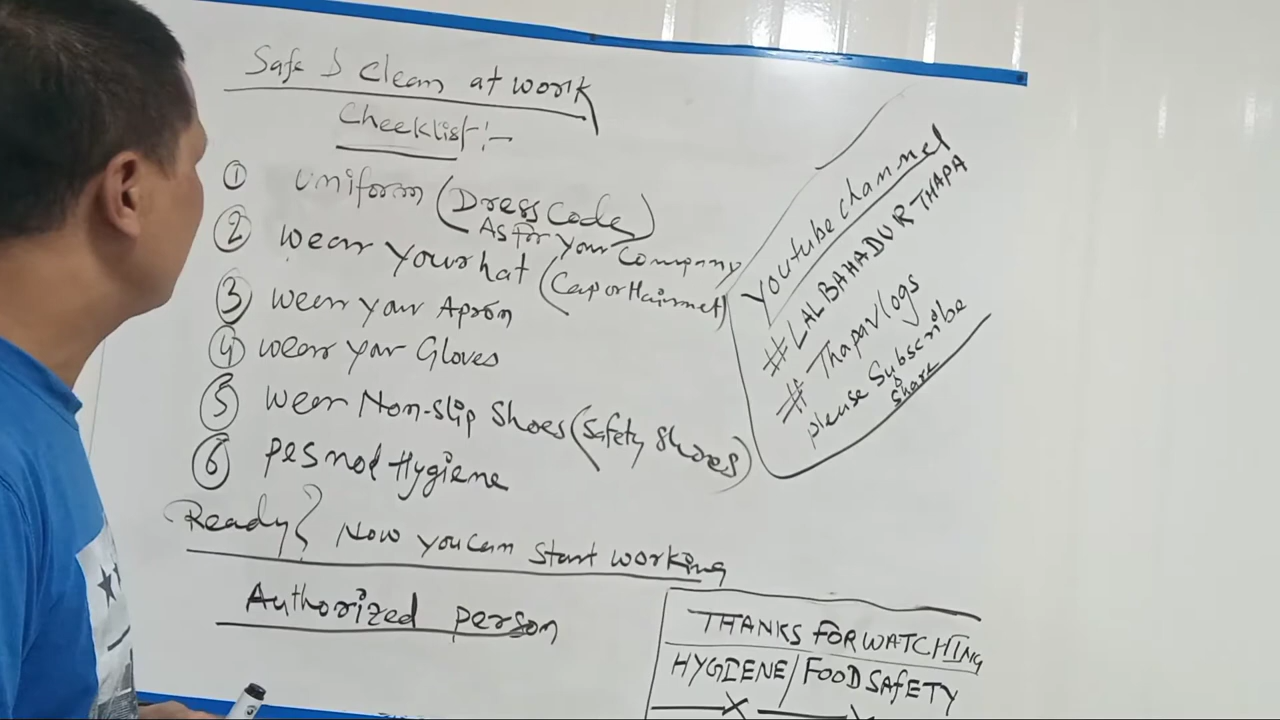 Safe & Clean at work
Checklist:-
① Uniform (Dress Code)
As for your Company
② wear your hat (Cap or Hairnet)
③ wear your Apron
④ wear your Gloves
⑤ wear Non-slip Shoes (Safety Shoes)
⑥ Pesnol Hygiene
Ready? Now you can start working
Authorized person
Youtube channel
#LALBAHADUR THAPA
# Thapavlogs
please Subscribe
& share
THANKS FOR WATCHING
HYGIENE/FOOD SAFETY